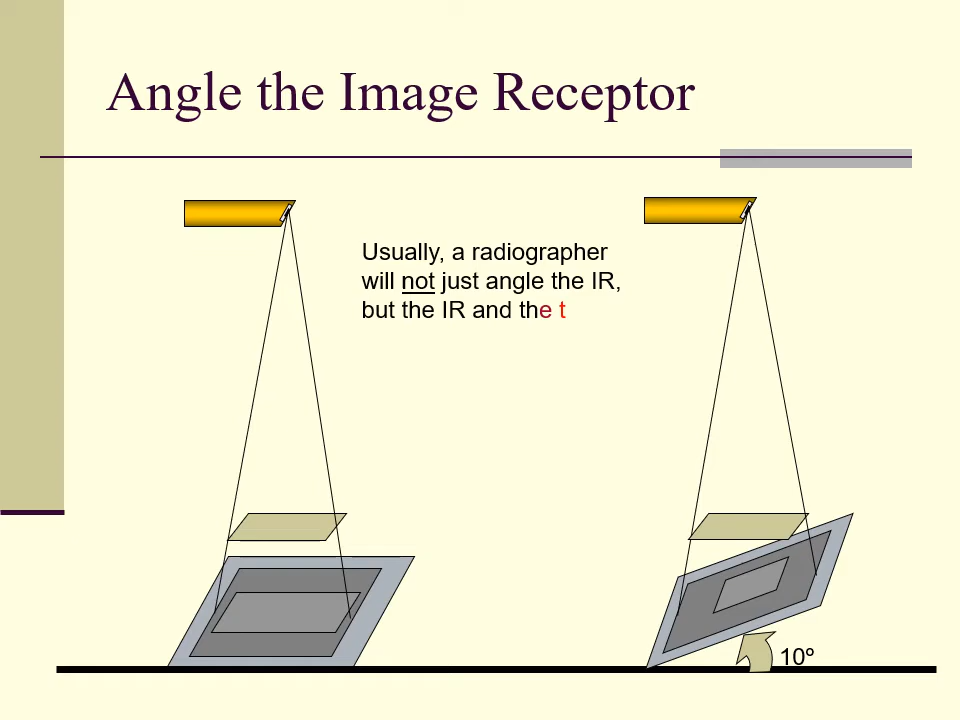 Angle the Image Receptor
Usually, a radiographer
will not just angle the IR,
but the IR and the t
10º